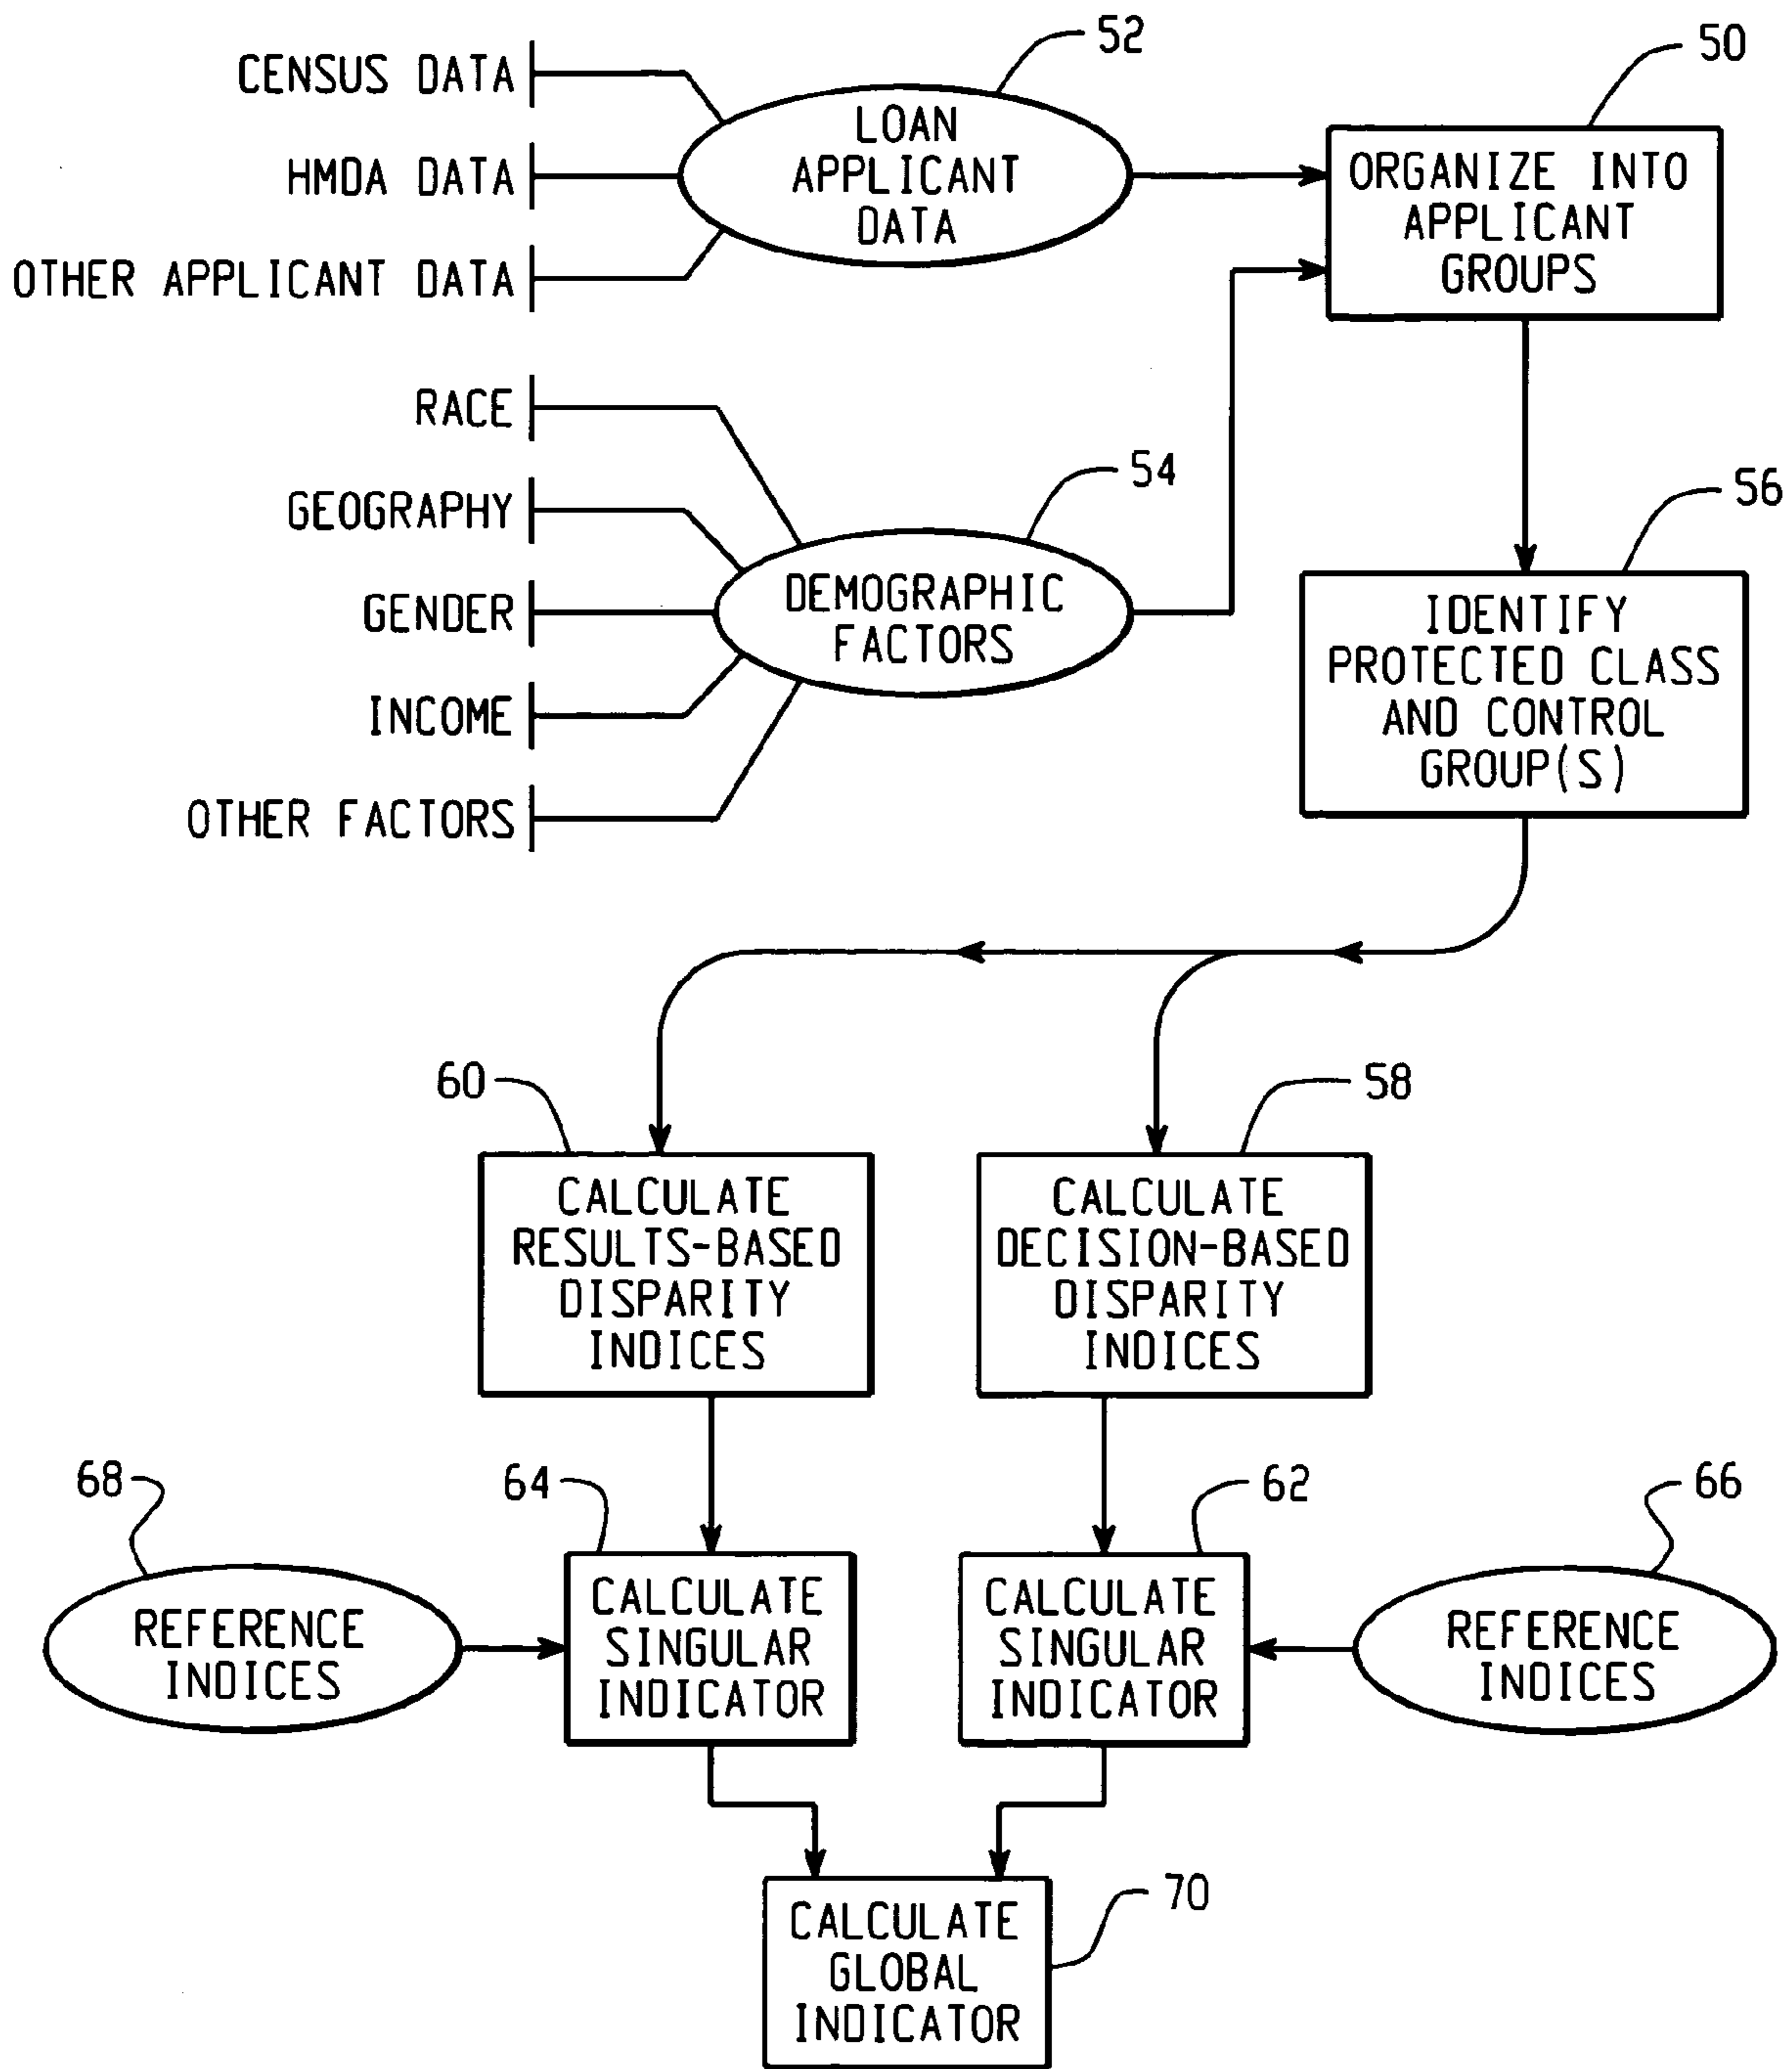 52
50
CENSUS DATA
HMDA DATA
OTHER APPLICANT DATA
LOAN
APPLICANT
DATA
ORGANIZE INTO
APPLICANT
GROUPS
RACE
GEOGRAPHY
GENDER
INCOME
OTHER FACTORS
54
DEMOGRAPHIC
FACTORS
56
IDENTIFY
PROTECTED CLASS
AND CONTROL
GROUP(S)
60
58
CALCULATE
RESULTS-BASED
DISPARITY
INDICES
CALCULATE
DECISION-BASED
DISPARITY
INDICES
68
64
62
66
REFERENCE
INDICES
CALCULATE
SINGULAR
INDICATOR
CALCULATE
SINGULAR
INDICATOR
REFERENCE
INDICES
70
CALCULATE
GLOBAL
INDICATOR